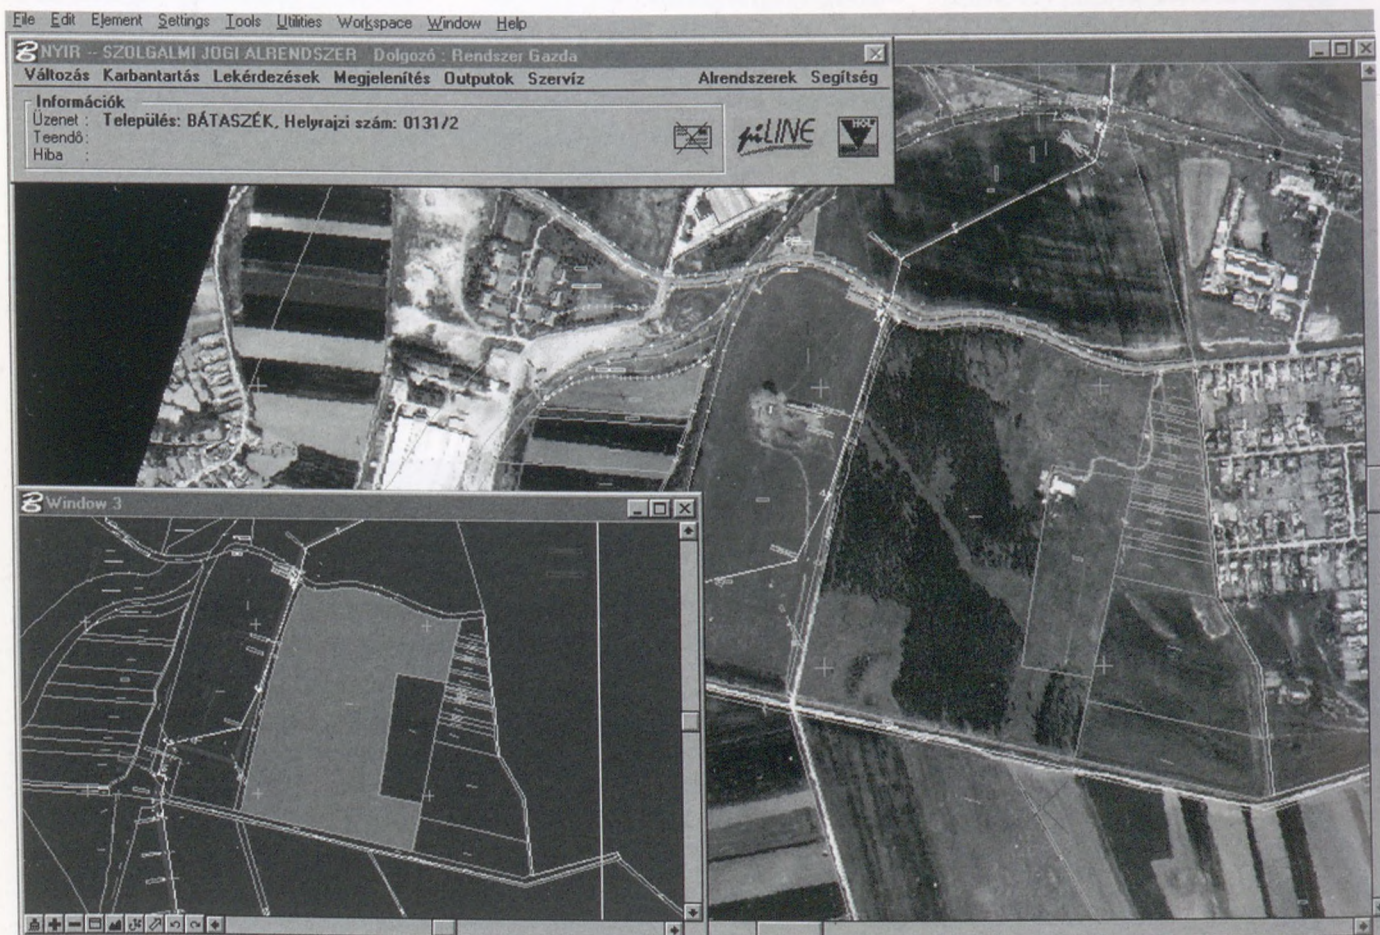 File Edit Element Settings Tools Utilities Workspace Window Help
NYIR -- SZOLGALMI JOGI ALRENDSZER Dolgozó : Rendszer Gazda
Változás Karbantartás Lekérdezések Megjelenítés Outputok Szervíz Alrendszerek Segítség
Információk
Üzenet : Település: BÁTASZÉK, Helyrajzi szám: 0131/2
Teendő :
Hiba :
piLINE
Window 3